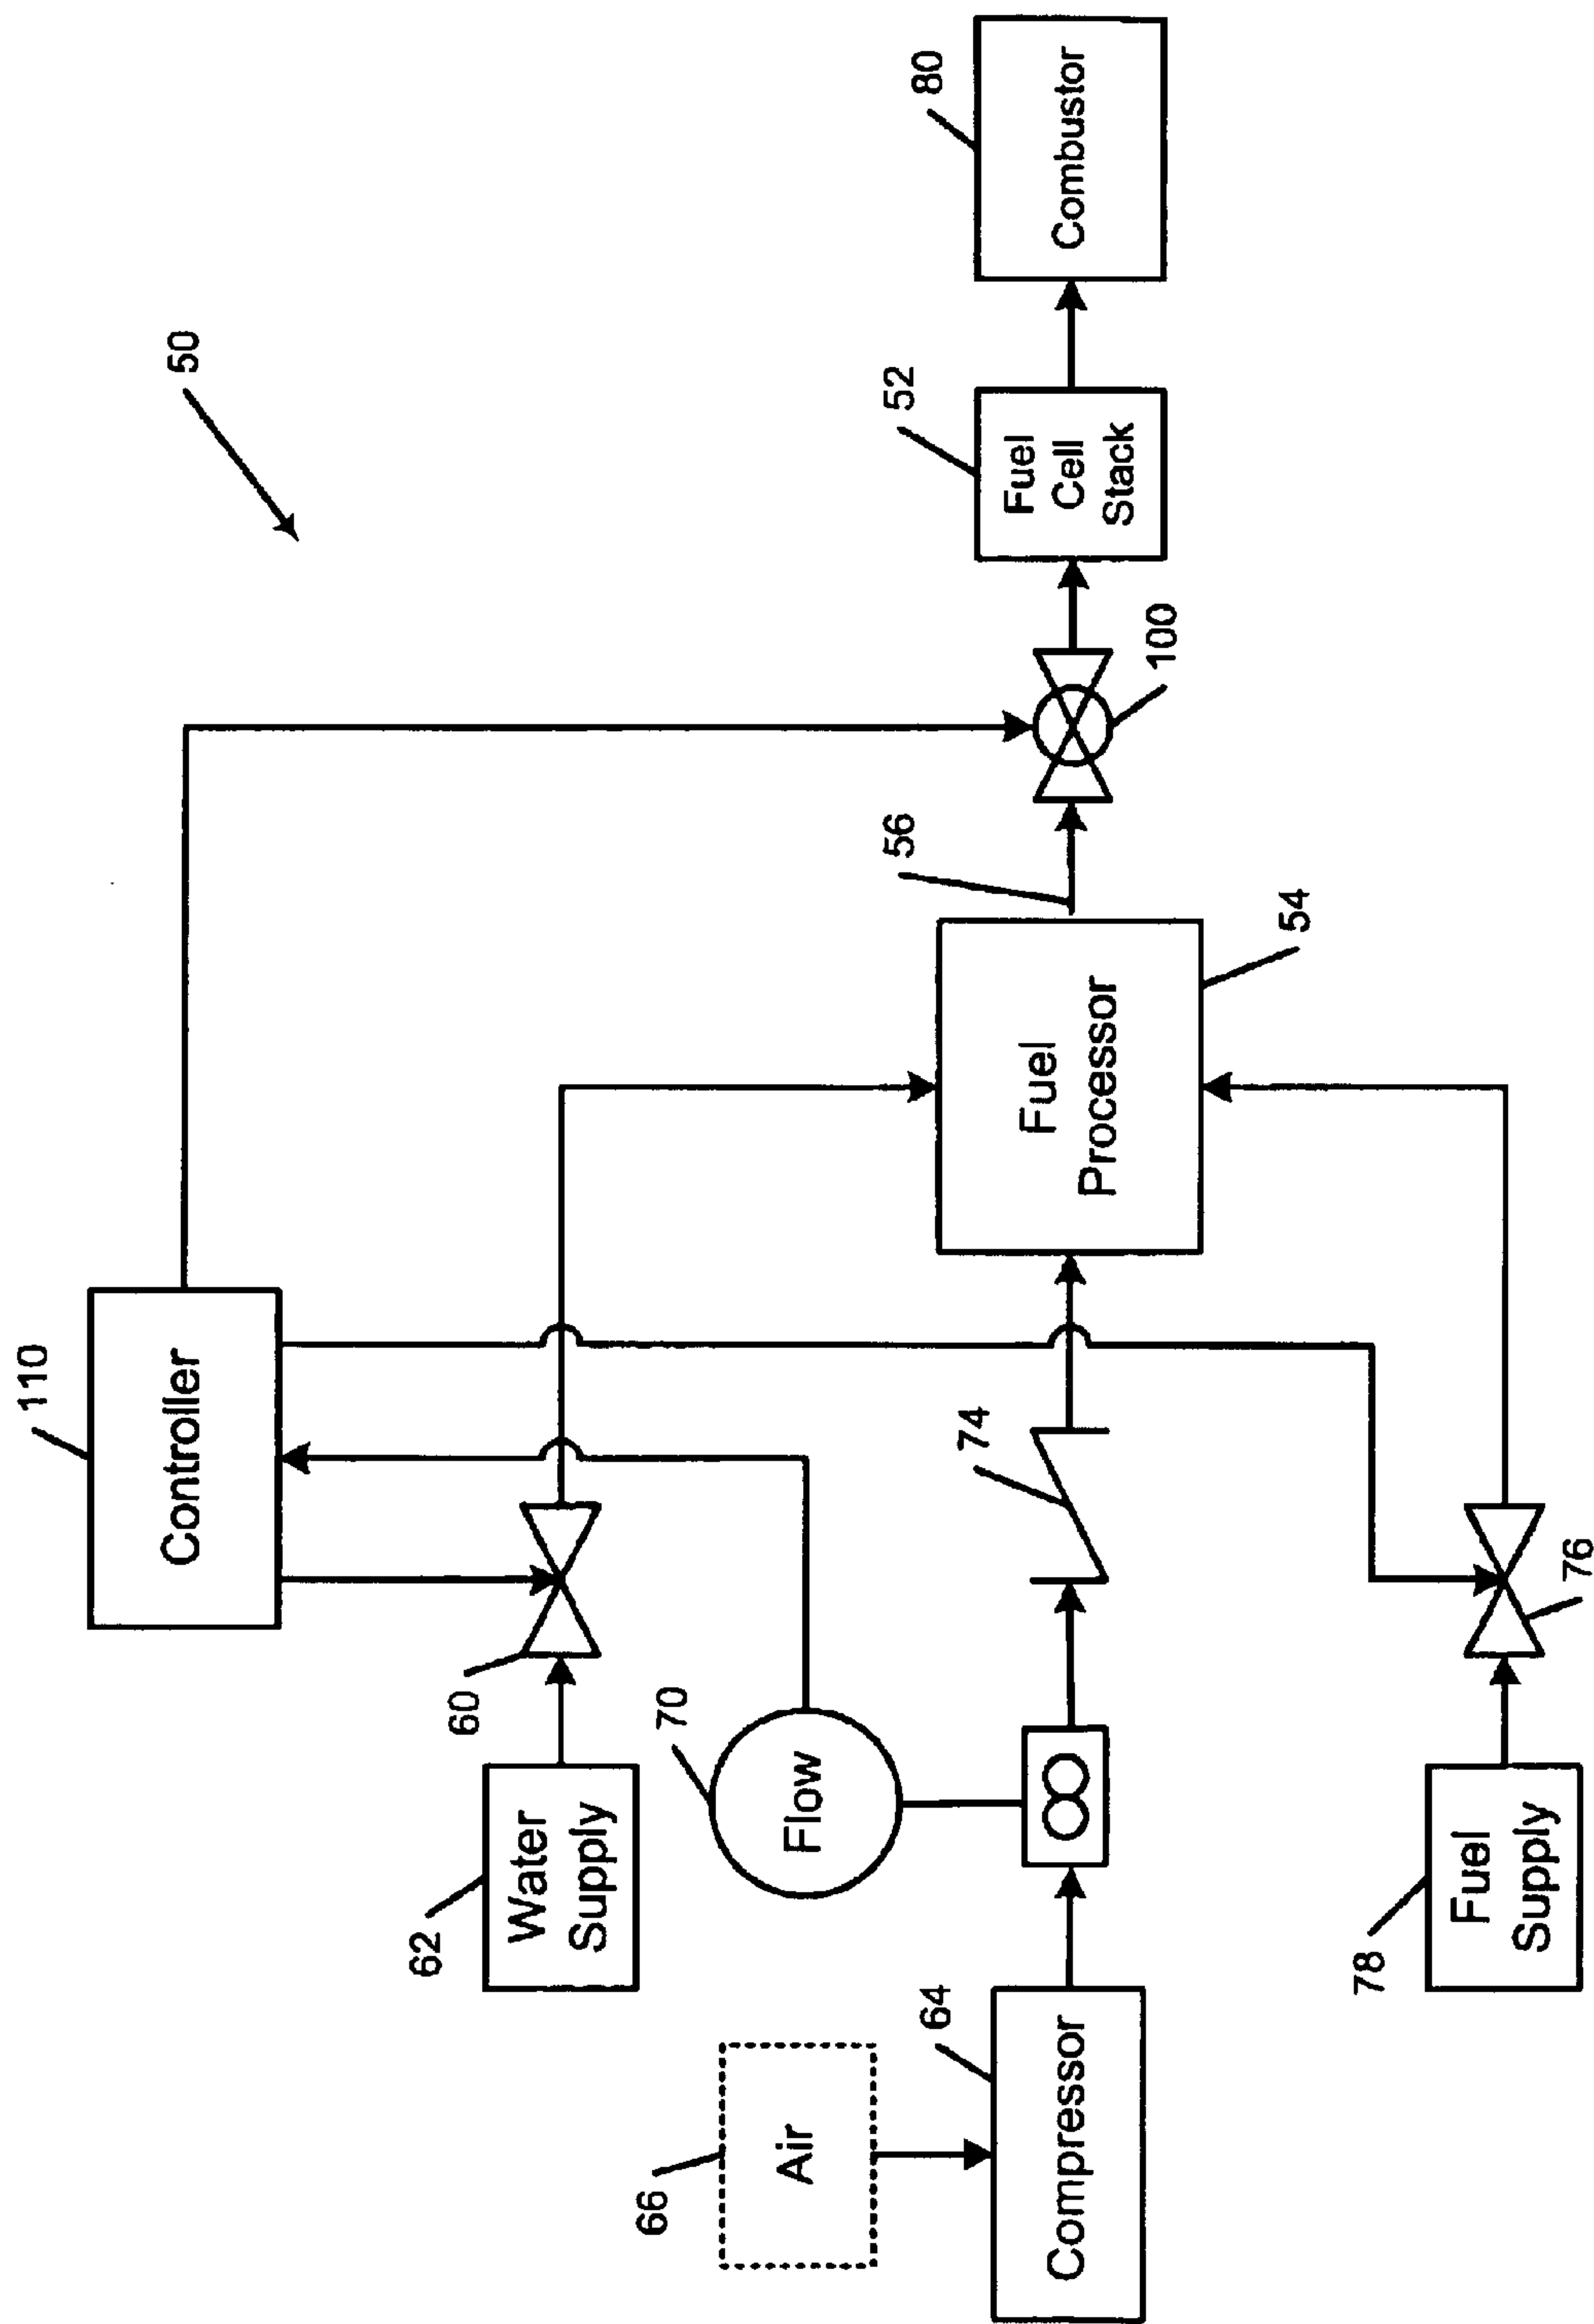 50
110
Controller
62
Water
Supply
60
66
Air
70
Flow
64
Compressor
74
Fuel
Processor
54
56
100
52
Fuel
Cell
Stack
80
Combustor
78
Fuel
Supply
76